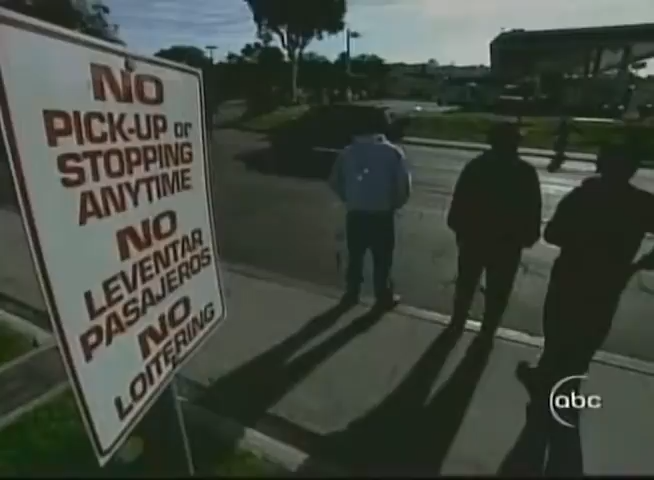 NO
PICK-UP or
STOPPING
ANYTIME
NO
LEVENTAR
PASAJEROS
NO
LOITERING
abc